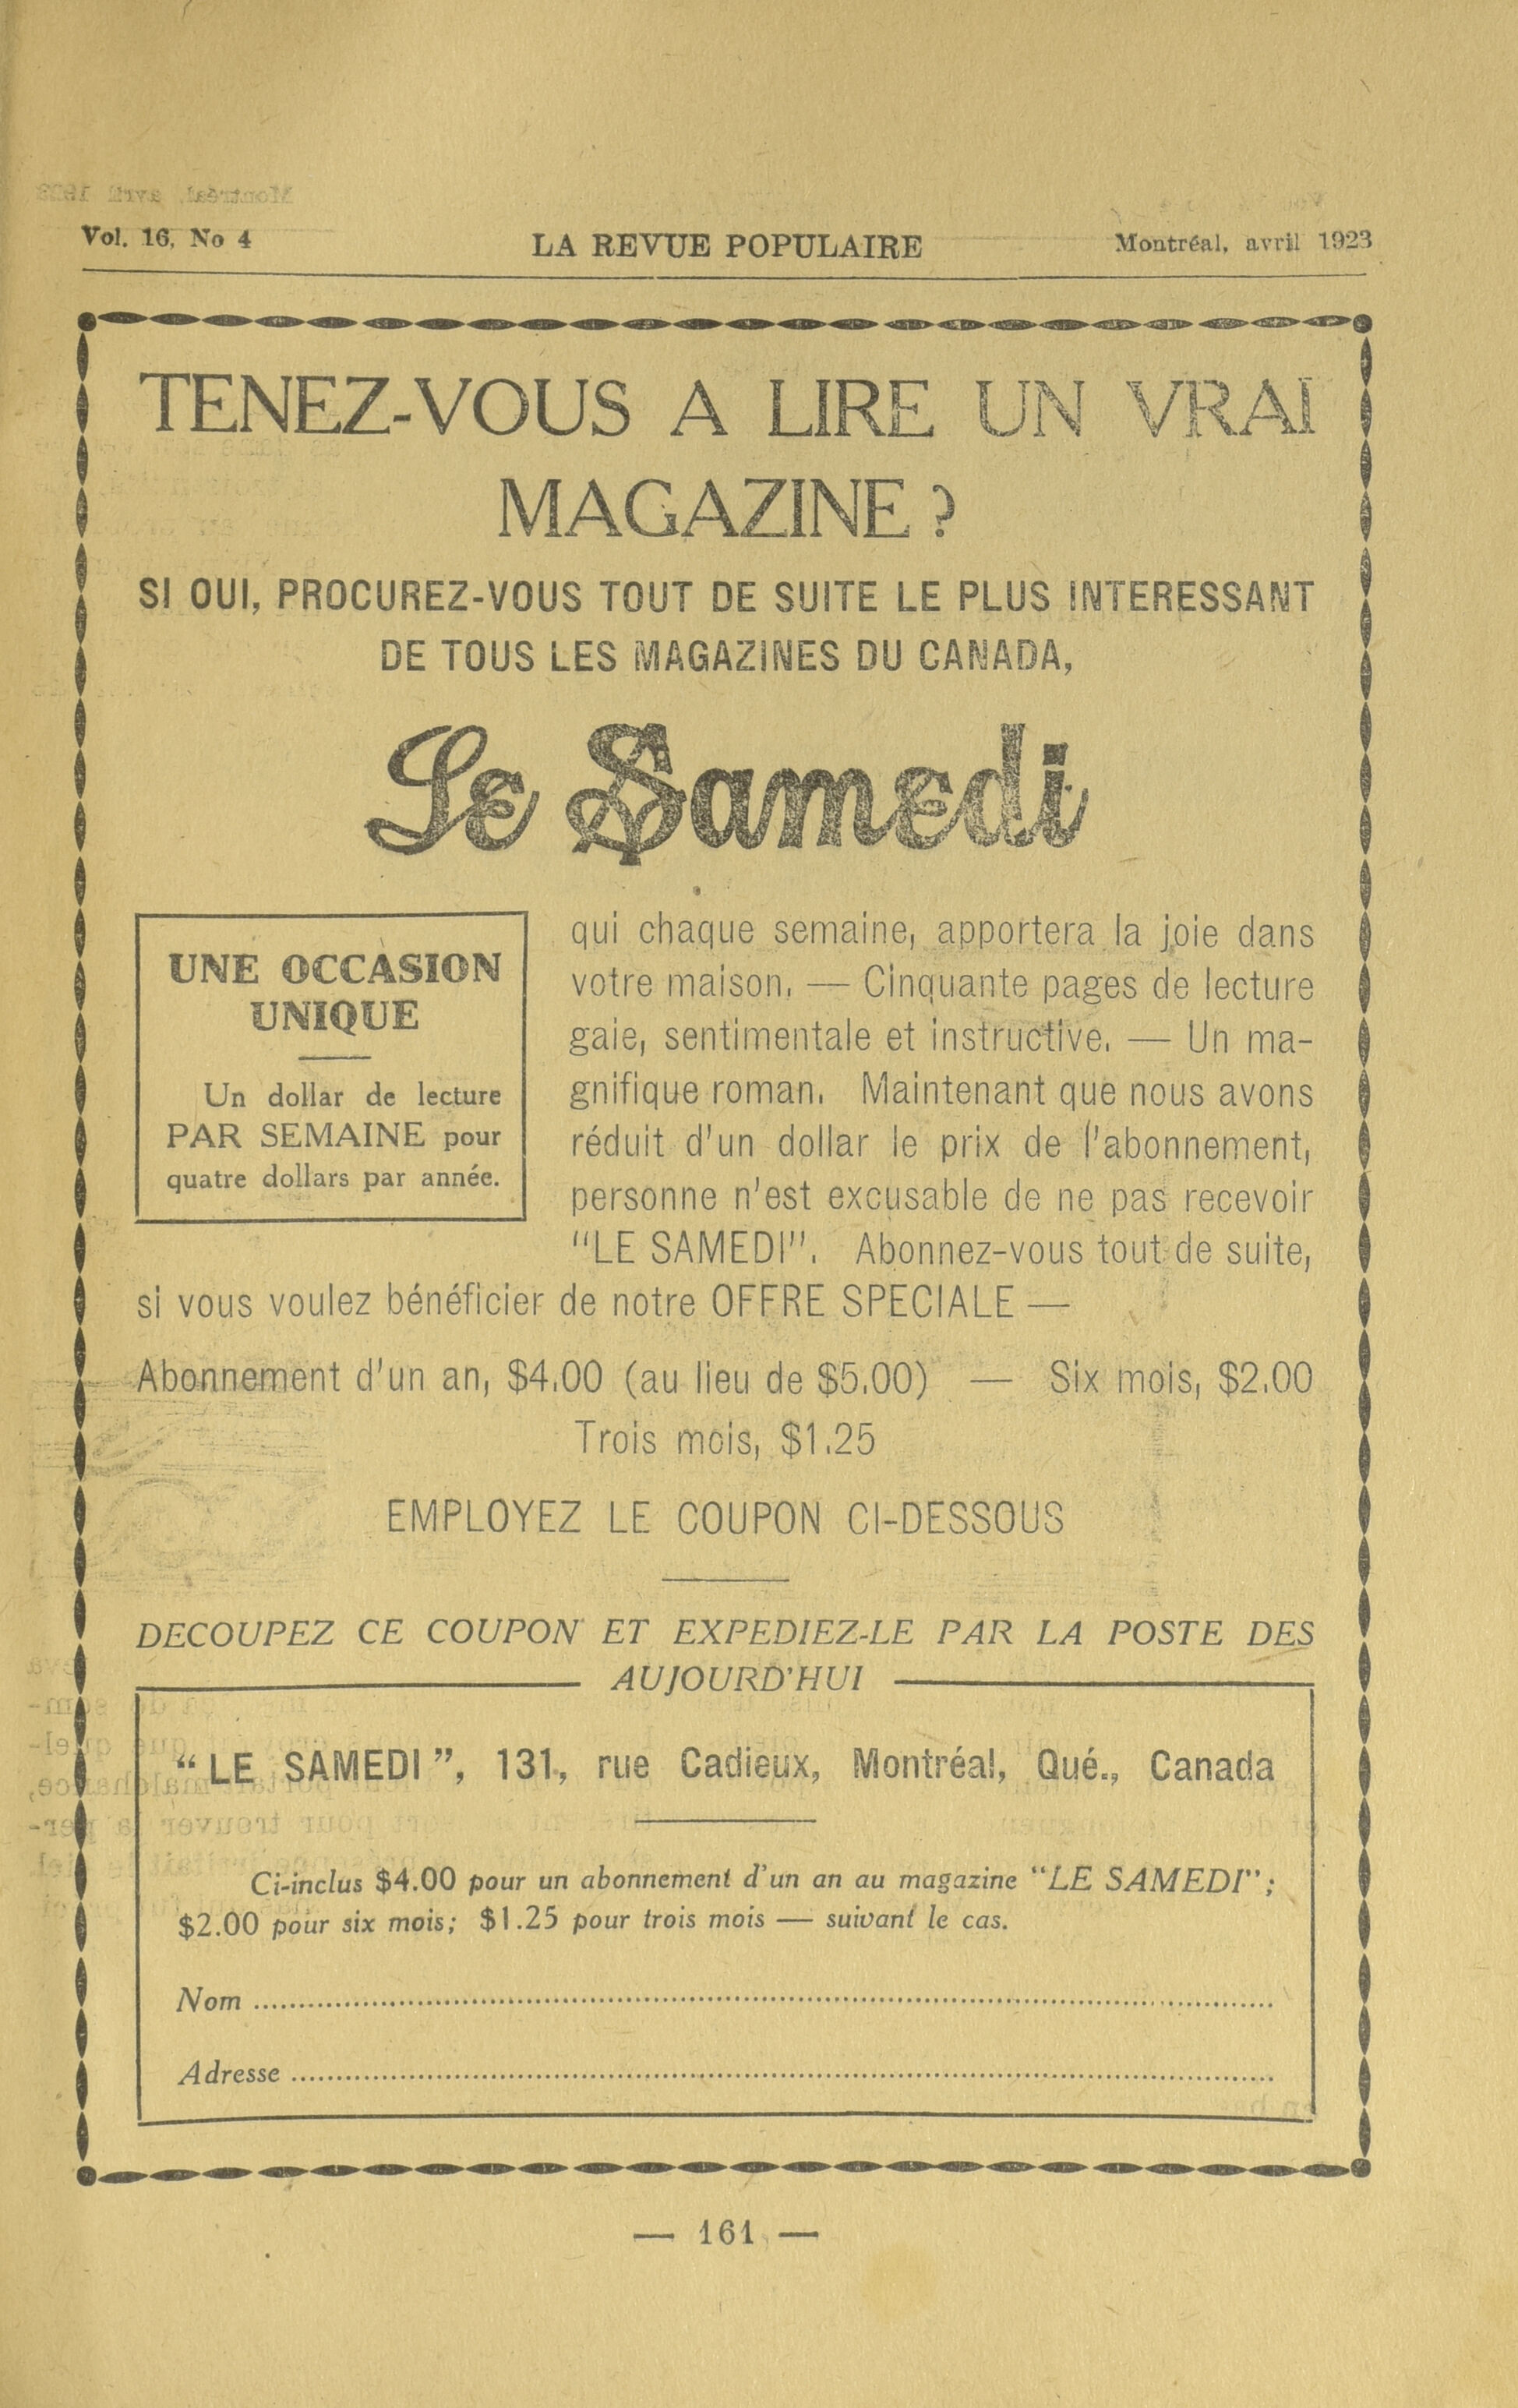 Vol. 16, No 4
LA REVUE POPULAIRE
Montréal, avril 1923
TENEZ-VOUS A LIRE UN VRAI
MAGAZINE ?
SI OUI, PROCUREZ-VOUS TOUT DE SUITE LE PLUS INTERESSANT
DE TOUS LES MAGAZINES DU CANADA,
Le Samedi
UNE OCCASION
UNIQUE
Un dollar de lecture
PAR SEMAINE pour
quatre dollars par année.
qui chaque semaine, apportera la joie dans
votre maison. — Cinquante pages de lecture
gaie, sentimentale et instructive. — Un ma-
gnifique roman. Maintenant que nous avons
réduit d'un dollar le prix de l'abonnement,
personne n'est excusable de ne pas recevoir
"LE SAMEDI". Abonnez-vous tout de suite,
si vous voulez bénéficier de notre OFFRE SPECIALE —
Abonnement d'un an, $4.00 (au lieu de $5.00) — Six mois, $2.00
Trois mois, $1.25
EMPLOYEZ LE COUPON CI-DESSOUS
DECOUPEZ CE COUPON ET EXPEDIEZ-LE PAR LA POSTE DES
AUJOURD'HUI
"LE SAMEDI", 131, rue Cadieux, Montréal, Qué., Canada
Ci-inclus $4.00 pour un abonnement d'un an au magazine "LE SAMEDI";
$2.00 pour six mois; $1.25 pour trois mois — suivant le cas.
Nom
Adresse
— 161 —